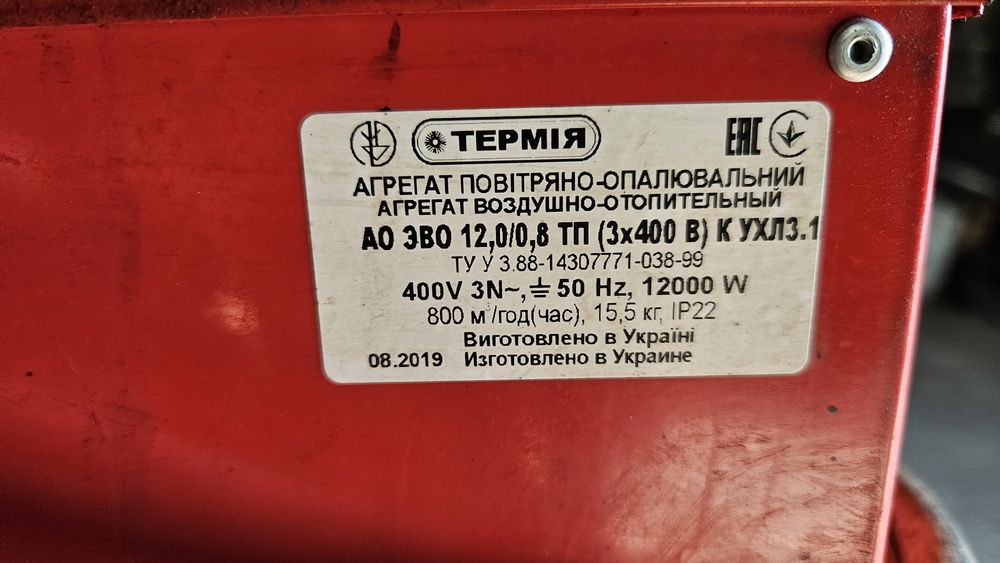 ТЕРМІЯ EAC
АГРЕГАТ ПОВІТРЯНО-ОПАЛЮВАЛЬНИЙ
АГРЕГАТ ВОЗДУШНО-ОТОПИТЕЛЬНЫЙ
АО ЭВО 12,0/0,8 ТП (3х400 В) К УХЛ3.1
ТУ У 3.88-14307771-038-99
400V 3N~, ⏚ 50 Hz, 12000 W
800 м³/год(час), 15,5 кг, IP22
Виготовлено в Україні
08.2019 Изготовлено в Украине